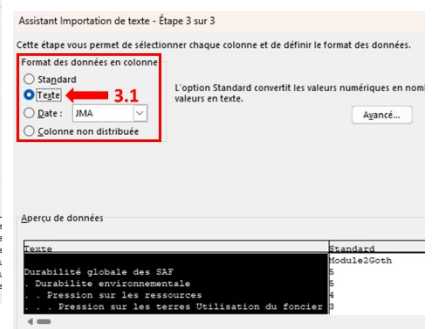 Assistant Importation de texte - Étape 3 sur 3
Cette étape vous permet de sélectionner chaque colonne et de définir le format des données.
Format des données en colonne
Standard
Texte
3.1
Date : JMA
Colonne non distribuée
L'option Standard convertit les valeurs numériques en nom
valeurs en texte.
Avancé...
Aperçu de données
Texte Standard
Module2Goth
Durabilité globale des SAF 5
. Durabilité environnementale 5
. . Pression sur les ressources 4
. . . Pression sur les terres Utilisation du foncier 3